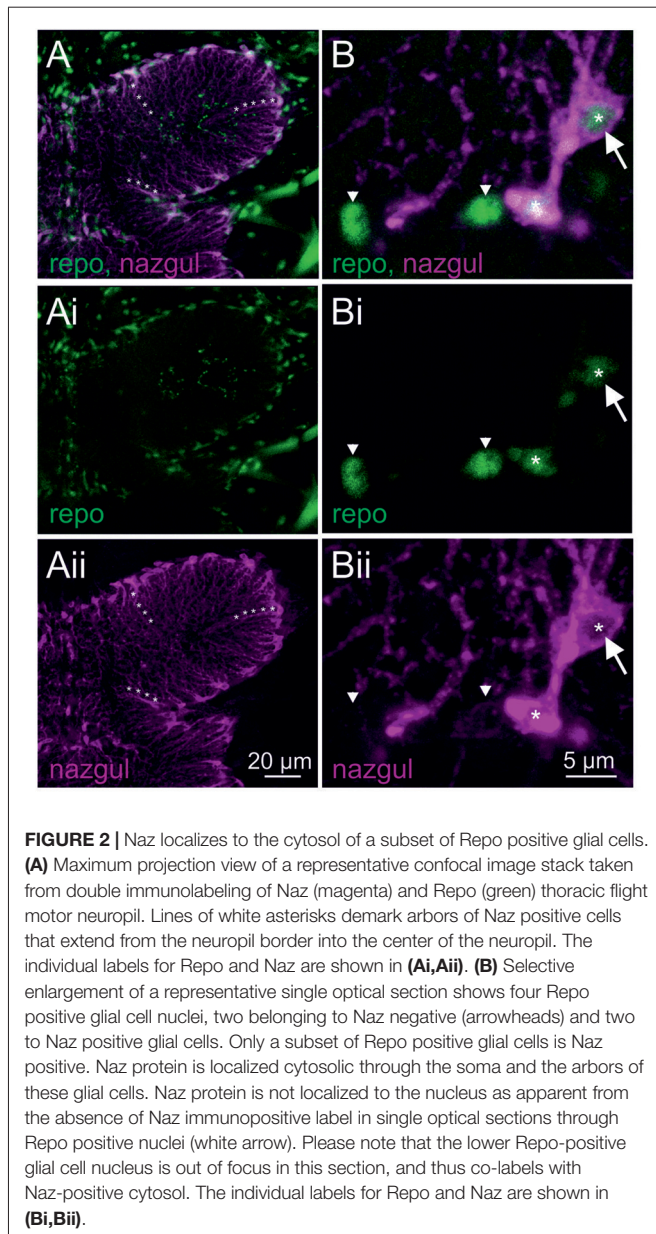 A
B
repo, nazgul
repo, nazgul
Ai
Bi
repo
repo
Aii
Bii
nazgul
20 µm
nazgul
5 µm
FIGURE 2 | Naz localizes to the cytosol of a subset of Repo positive glial cells.
(A) Maximum projection view of a representative confocal image stack taken
from double immunolabeling of Naz (magenta) and Repo (green) thoracic flight
motor neuropil. Lines of white asterisks demark arbors of Naz positive cells
that extend from the neuropil border into the center of the neuropil. The
individual labels for Repo and Naz are shown in (Ai,Aii). (B) Selective
enlargement of a representative single optical section shows four Repo
positive glial cell nuclei, two belonging to Naz negative (arrowheads) and two
to Naz positive glial cells. Only a subset of Repo positive glial cells is Naz
positive. Naz protein is localized cytosolic through the soma and the arbors of
these glial cells. Naz protein is not localized to the nucleus as apparent from
the absence of Naz immunopositive label in single optical sections through
Repo positive nuclei (white arrow). Please note that the lower Repo-positive
glial cell nucleus is out of focus in this section, and thus co-labels with
Naz-positive cytosol. The individual labels for Repo and Naz are shown in
(Bi,Bii).